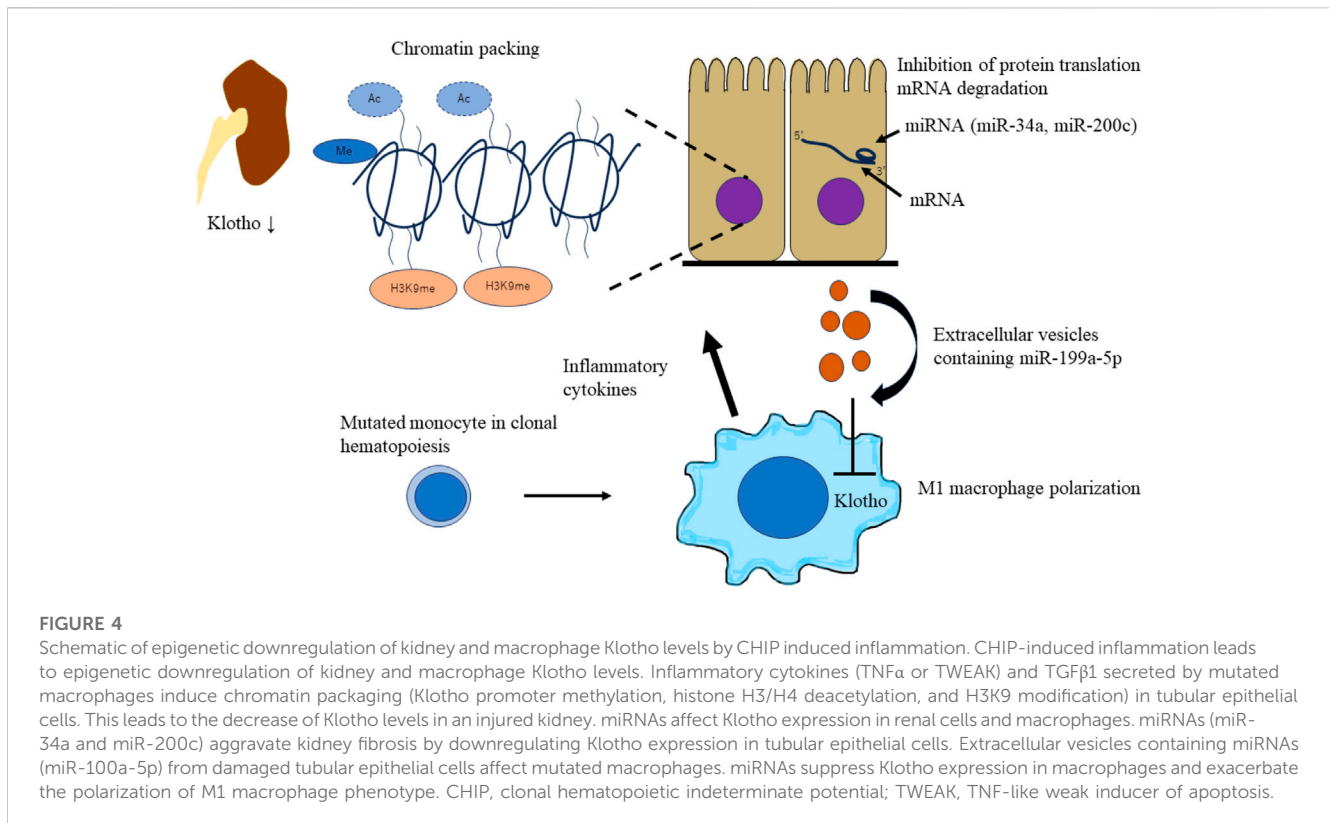 Chromatin packing
Ac
Ac
Me
H3K9me
H3K9me
Klotho ↓
Inhibition of protein translation
mRNA degradation
miRNA (miR-34a, miR-200c)
5'
3'
mRNA
Extracellular vesicles
containing miR-199a-5p
Inflammatory
cytokines
Mutated monocyte in clonal
hematopoiesis
Klotho
M1 macrophage polarization
FIGURE 4
Schematic of epigenetic downregulation of kidney and macrophage Klotho levels by CHIP induced inflammation. CHIP-induced inflammation leads
to epigenetic downregulation of kidney and macrophage Klotho levels. Inflammatory cytokines (TNFα or TWEAK) and TGFβ1 secreted by mutated
macrophages induce chromatin packaging (Klotho promoter methylation, histone H3/H4 deacetylation, and H3K9 modification) in tubular epithelial
cells. This leads to the decrease of Klotho levels in an injured kidney. miRNAs affect Klotho expression in renal cells and macrophages. miRNAs (miR-
34a and miR-200c) aggravate kidney fibrosis by downregulating Klotho expression in tubular epithelial cells. Extracellular vesicles containing miRNAs
(miR-100a-5p) from damaged tubular epithelial cells affect mutated macrophages. miRNAs suppress Klotho expression in macrophages and exacerbate
the polarization of M1 macrophage phenotype. CHIP, clonal hematopoietic indeterminate potential; TWEAK, TNF-like weak inducer of apoptosis.